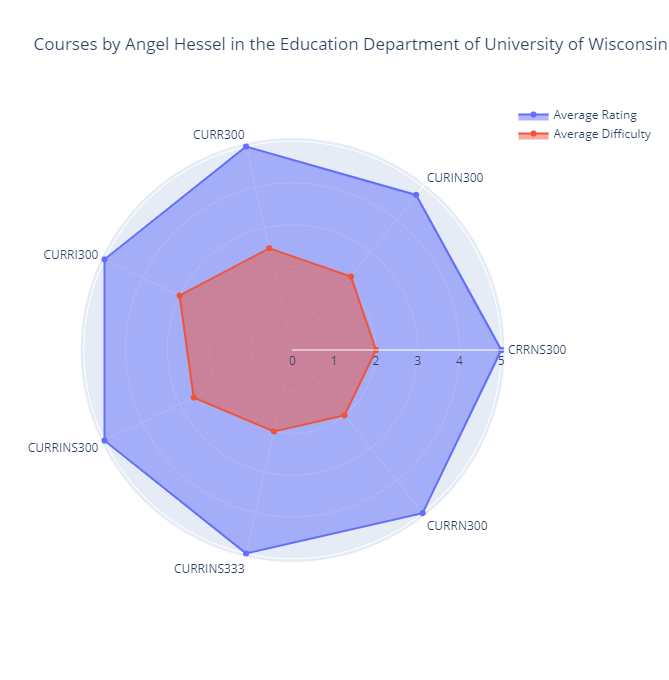 Courses by Angel Hessel in the Education Department of University of Wisconsin
Average Rating
Average Difficulty
CURR300
CURIN300
CURRI300
CRRNS300
0 1 2 3 4 5
CURRINS300
CURRN300
CURRINS333